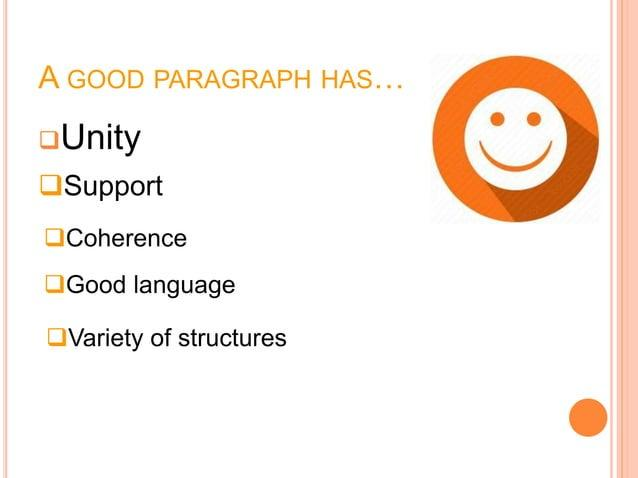 A GOOD PARAGRAPH HAS…
Unity
Support
Coherence
Good language
Variety of structures